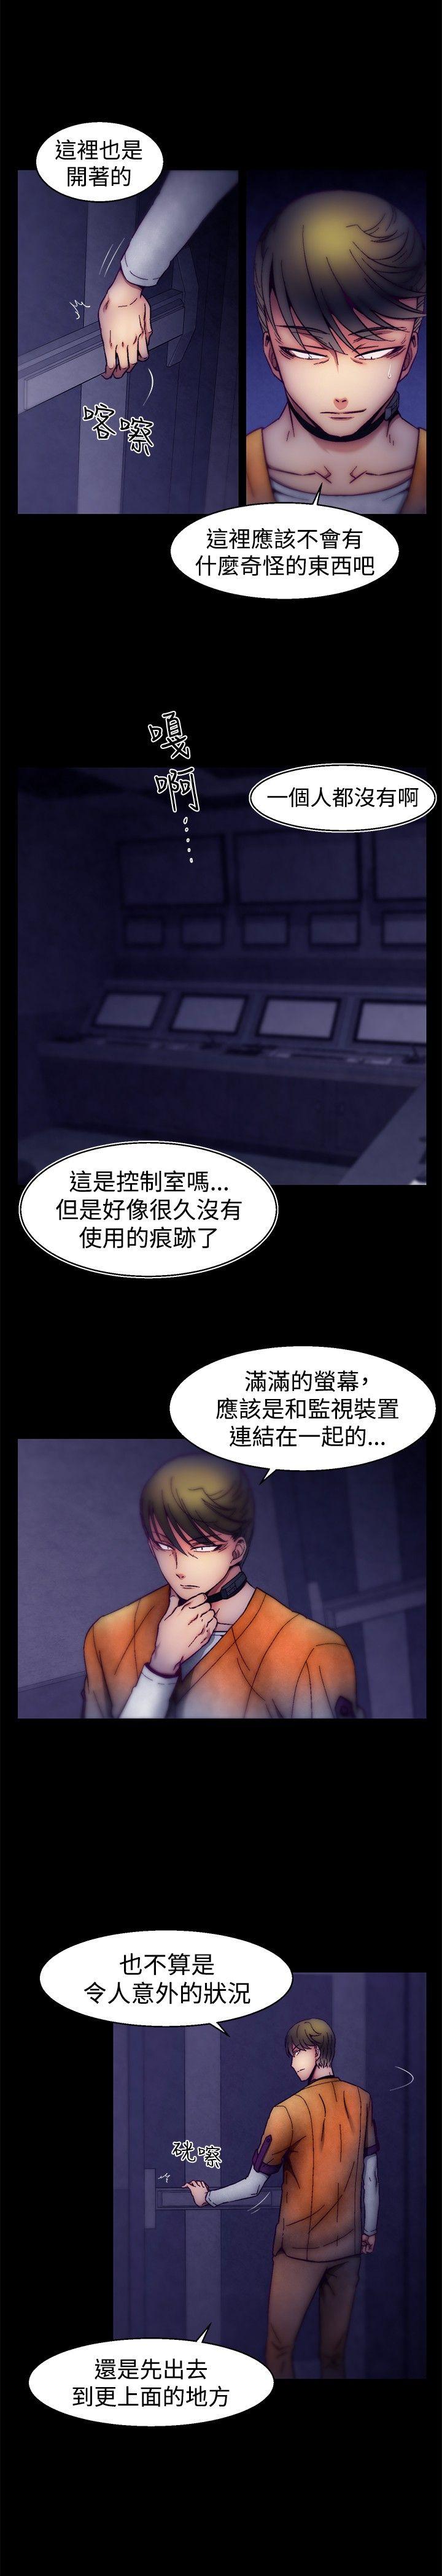 這裡也是
開著的
喀嚓
這裡應該不會有
什麼奇怪的東西吧
嘎啊……
一個人都沒有啊
這是控制室嗎...
但是好像很久沒有
使用的痕跡了
滿滿的螢幕，
應該是和監視裝置
連結在一起的...
也不算是
令人意外的狀況
硄嚓
還是先出去
到更上面的地方